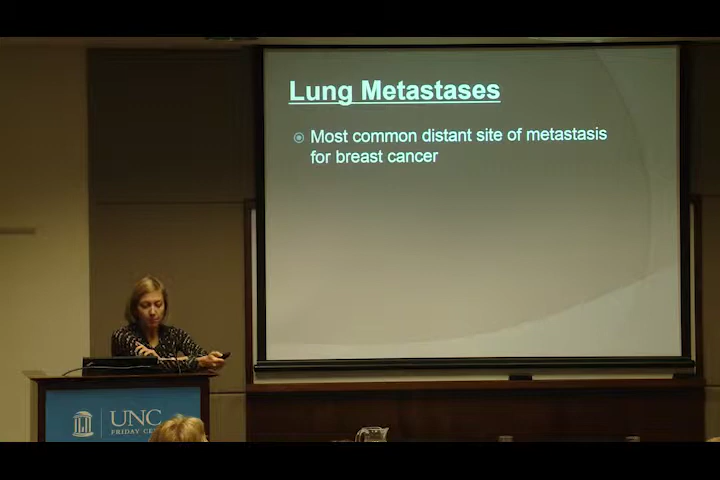 Lung Metastases
Most common distant site of metastasis
for breast cancer
UNC
FRIDAY CE